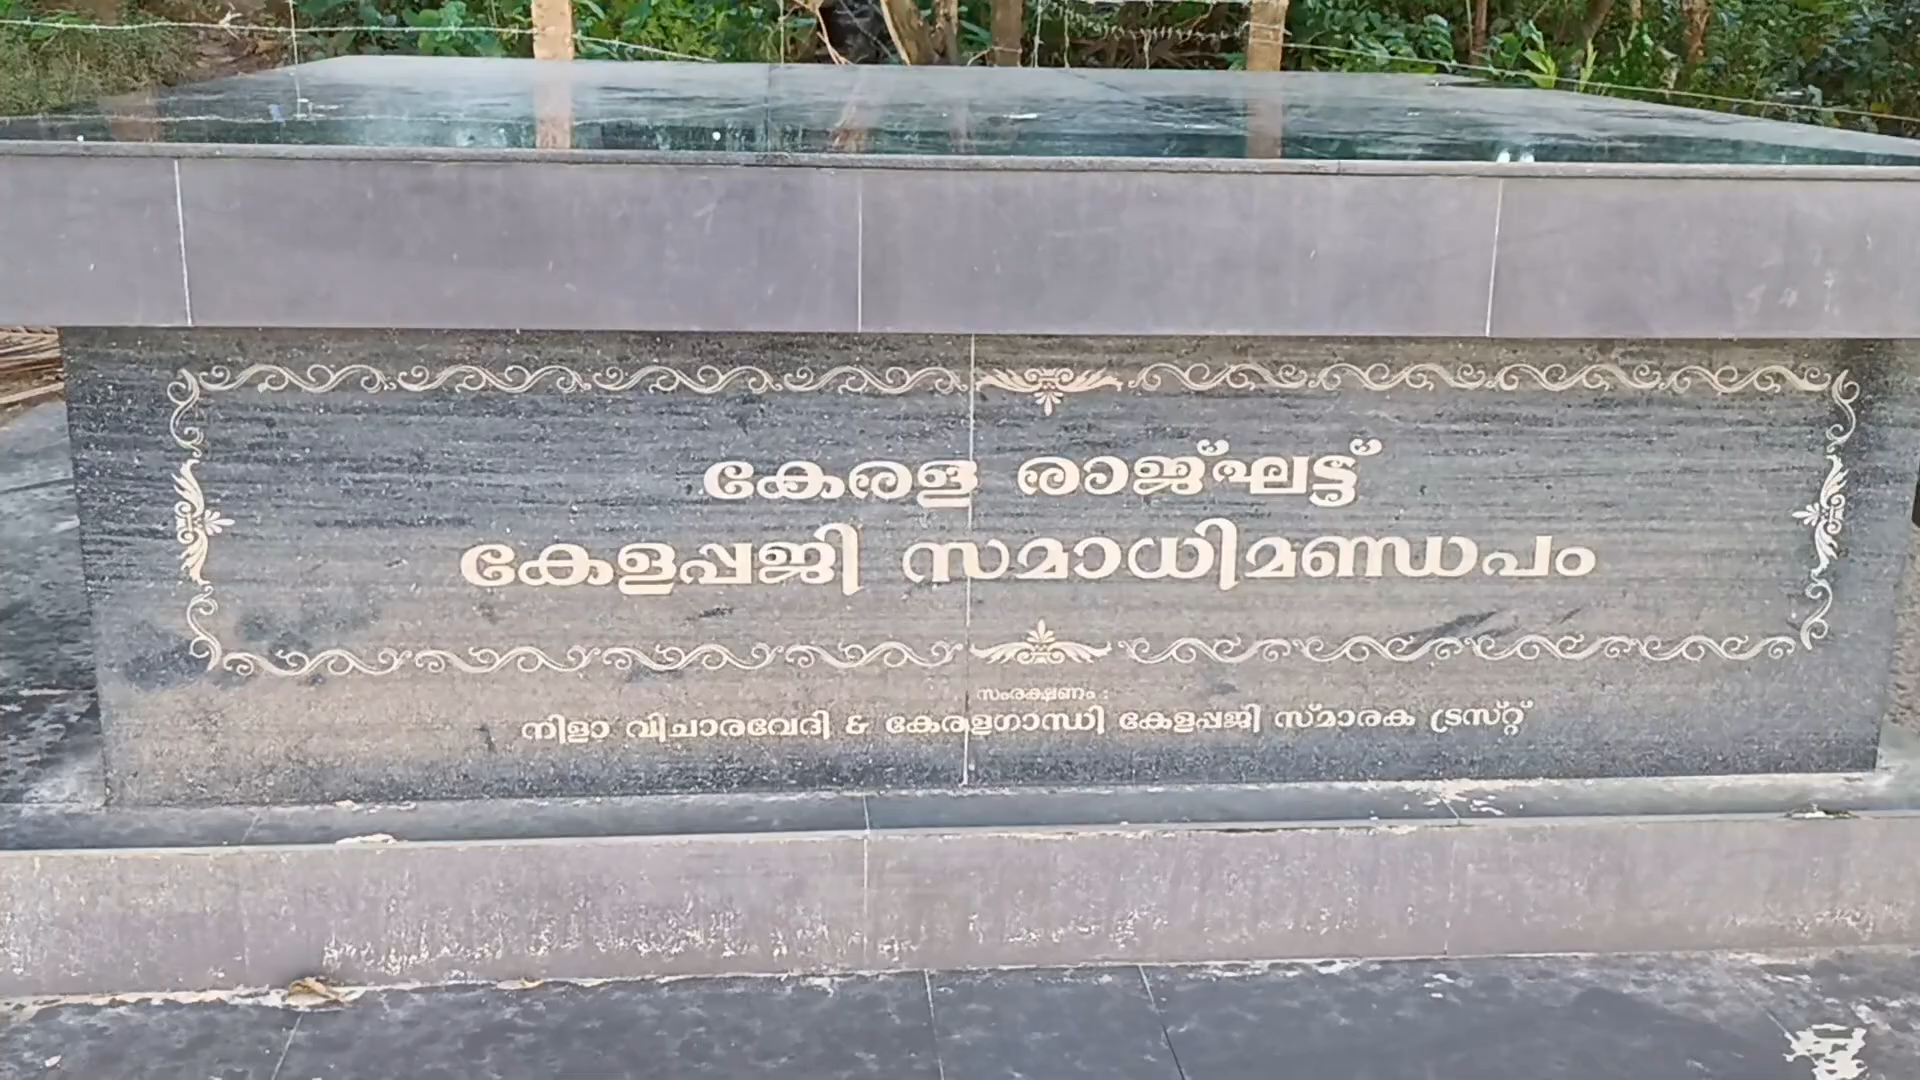 കേരള രാജ്ഘട്ട്
കേളപ്പജി സമാധിമണ്ഡപം
സംരക്ഷണം :
നിളാ വിചാരവേദി & കേരളഗാന്ധി കേളപ്പജി സ്മാരക ട്രസ്റ്റ്